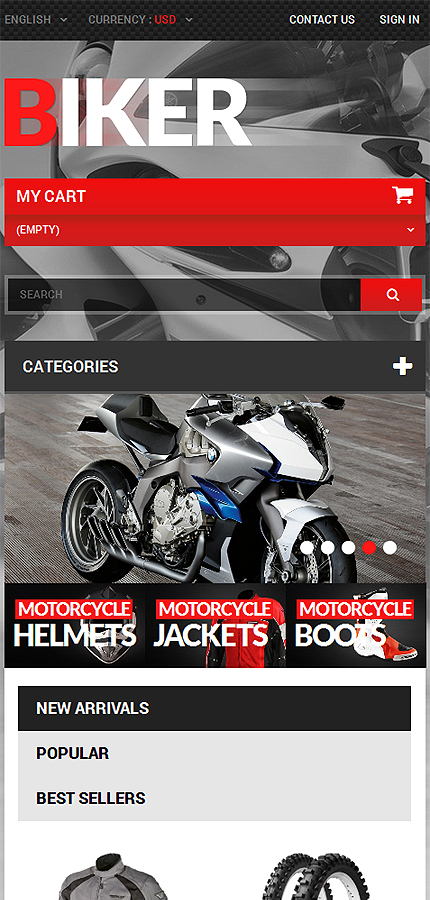 ENGLISH CURRENCY : USD CONTACT US SIGN IN
BIKER
MY CART
(EMPTY)
SEARCH
CATEGORIES
MOTORCYCLE
HELMETS
MOTORCYCLE
JACKETS
MOTORCYCLE
BOOTS
NEW ARRIVALS
POPULAR
BEST SELLERS